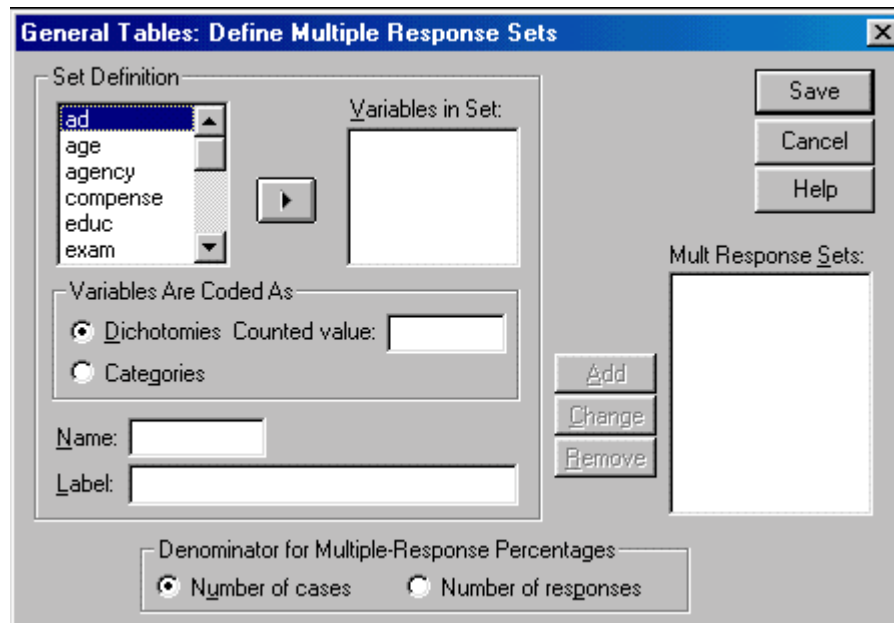 General Tables: Define Multiple Response Sets
Set Definition
ad
age
agency
compense
educ
exam
Variables in Set:
Variables Are Coded As
Dichotomies Counted value:
Categories
Name:
Label:
Save
Cancel
Help
Mult Response Sets:
Add
Change
Remove
Denominator for Multiple-Response Percentages
Number of cases
Number of responses